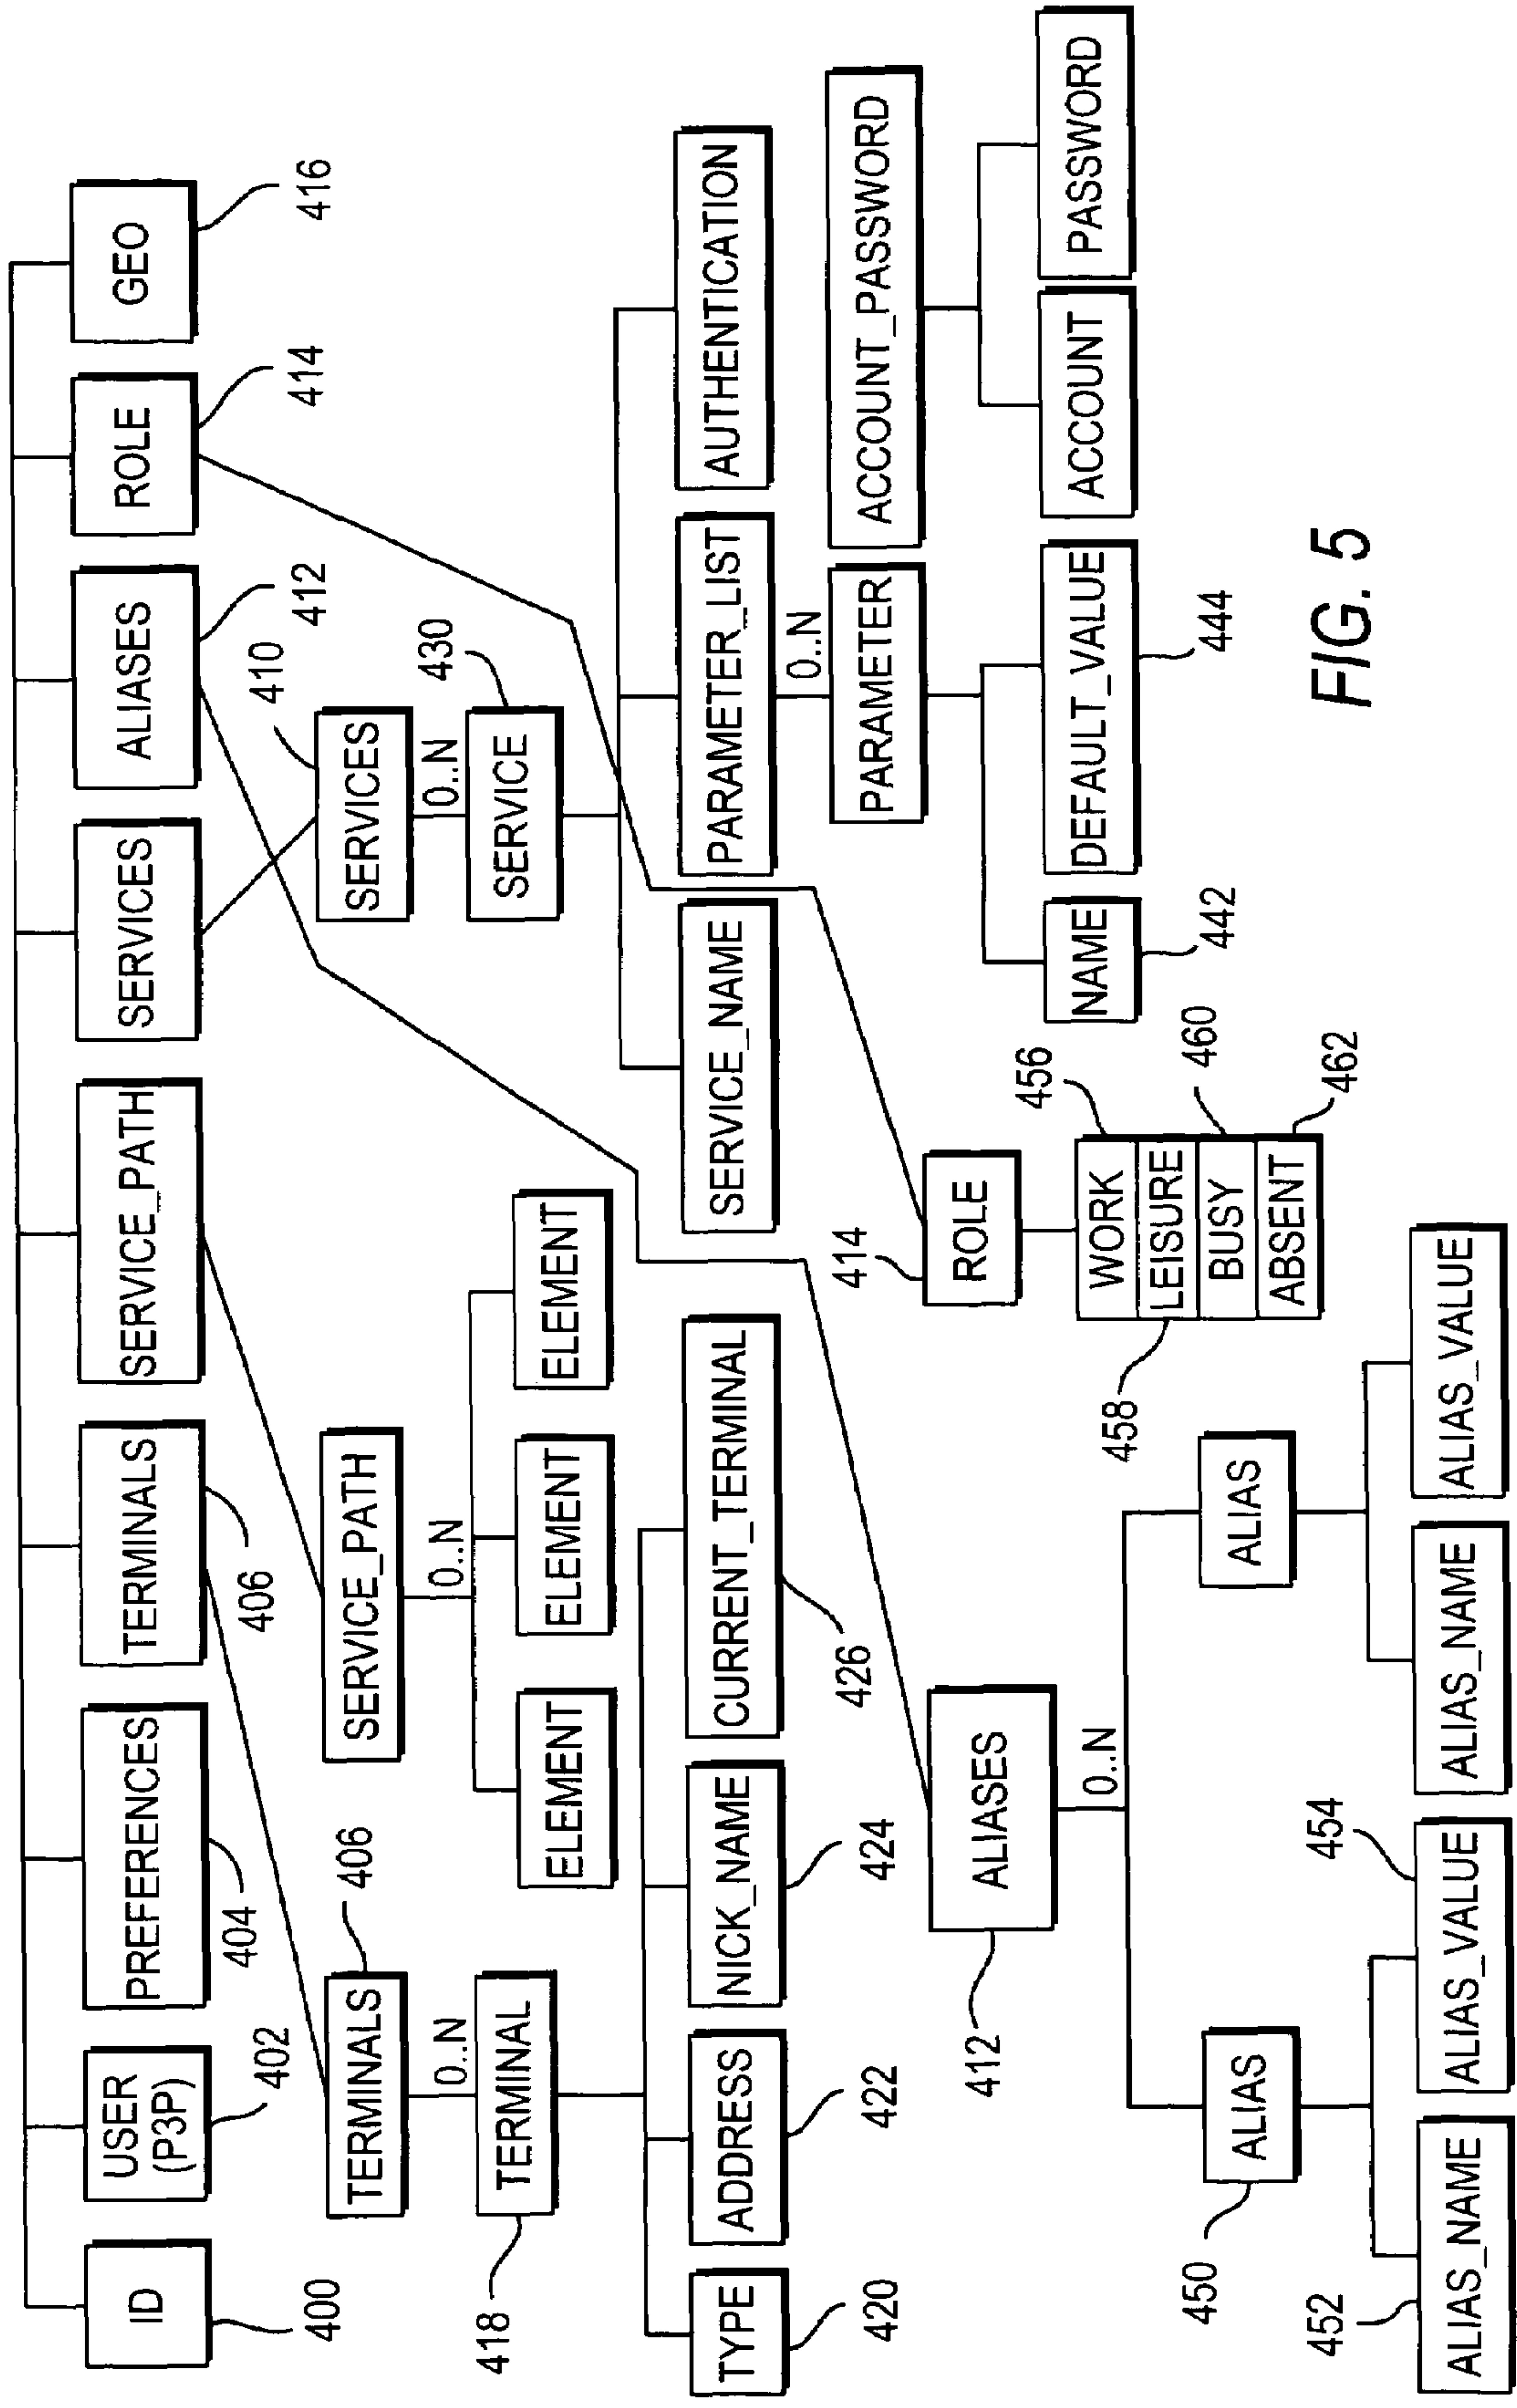 ID
400
USER
(P3P)
402
PREFERENCES
404
TERMINALS
406
SERVICE_PATH
SERVICES
ALIASES
412
ROLE
414
GEO
416
TERMINALS
406
0..N
TERMINAL
418
TYPE
420
ADDRESS
422
NICK_NAME
424
CURRENT_TERMINAL
426
SERVICE_PATH
0..N
ELEMENT
ELEMENT
ELEMENT
SERVICES
410
0..N
SERVICE
430
SERVICE_NAME
PARAMETER_LIST
AUTHENTICATION
0..N
PARAMETER
NAME
442
DEFAULT_VALUE
444
ACCOUNT_PASSWORD
ACCOUNT
PASSWORD
ALIASES
412
0..N
ALIAS
450
ALIAS_NAME
452
ALIAS_VALUE
454
ALIAS
ALIAS_NAME
ALIAS_VALUE
ROLE
414
WORK
456
LEISURE
458
BUSY
460
ABSENT
462
FIG. 5